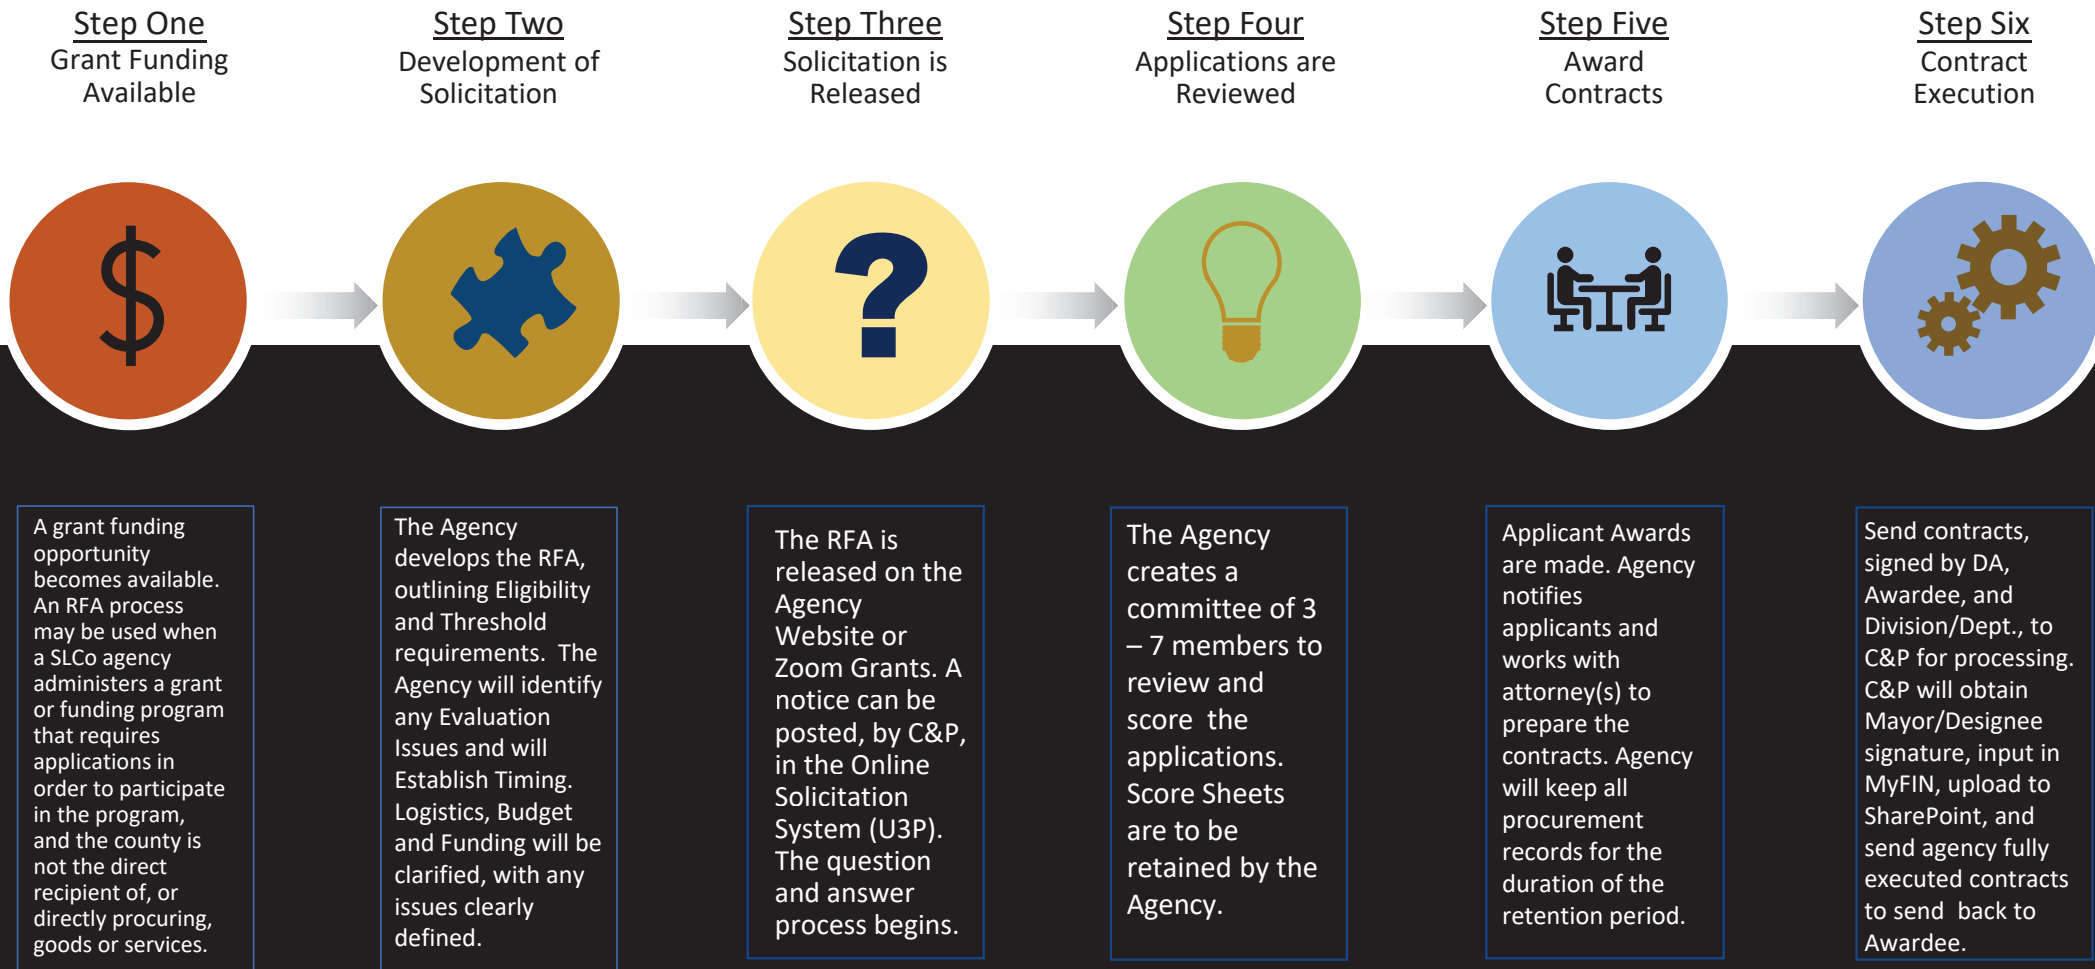 Step One
Grant Funding
Available
Step Two
Development of
Solicitation
Step Three
Solicitation is
Released
Step Four
Applications are
Reviewed
Step Five
Award
Contracts
Step Six
Contract
Execution
$
?
A grant funding
opportunity
becomes available.
An RFA process
may be used when
a SLCo agency
administers a grant
or funding program
that requires
applications in
order to participate
in the program,
and the county is
not the direct
recipient of, or
directly procuring,
goods or services.
The Agency
develops the RFA,
outlining Eligibility
and Threshold
requirements.  The
Agency will identify
any Evaluation
Issues and will
Establish Timing.
Logistics, Budget
and Funding will be
clarified, with any
issues clearly
defined.
The RFA is
released on the
Agency
Website or
Zoom Grants. A
notice can be
posted, by C&P,
in the Online
Solicitation
System (U3P).
The question
and answer
process begins.
The Agency
creates a
committee of 3
– 7 members to
review and
score  the
applications.
Score Sheets
are to be
retained by the
Agency.
Applicant Awards
are made. Agency
notifies
applicants and
works with
attorney(s) to
prepare the
contracts. Agency
will keep all
procurement
records for the
duration of the
retention period.
Send contracts,
signed by DA,
Awardee, and
Division/Dept., to
C&P for processing.
C&P will obtain
Mayor/Designee
signature, input in
MyFIN, upload to
SharePoint, and
send agency fully
executed contracts
to send  back to
Awardee.